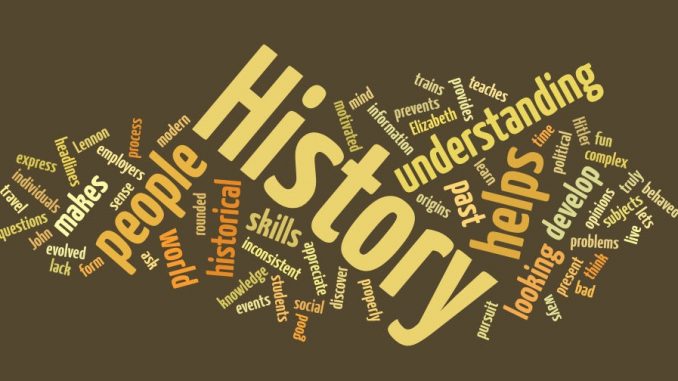 History
understanding
people
helps
historical
world
makes
skills
past
develop
looking
trains
teaches
mind
provides
motivated
information
prevents
Elizabeth
learn
time
political
Hitler
fun
complex
origins
opinions
truly
behaved
subjects
lets
live
problems
think
present
bad
ways
pursuit
process
modern
Lennon
headlines
employers
express
individuals
sense
travel
questions
John
evolved
lack
form
ask
rounded
inconsistent
appreciate
knowledge
events
students
social
good
discover
properly